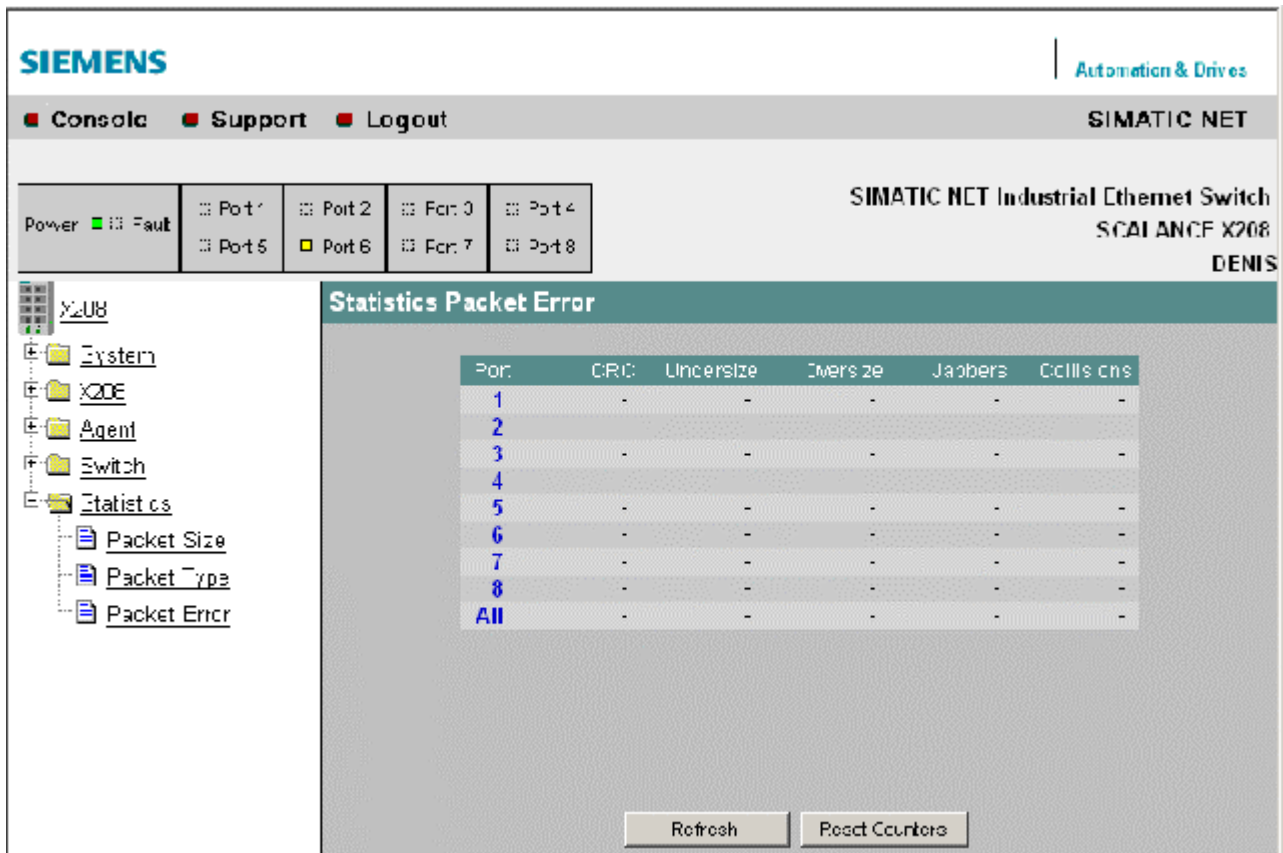 SIEMENS
Automation & Drives
Console Support Logout
SIMATIC NET
Power Fault
Port 1 Port 2 Port 3 Port 4
Port 5 Port 6 Port 7 Port 8
SIMATIC NET Industrial Ethernet Switch
SCALANCE X208
DENIS
X208
System
X208
Agent
Switch
Statistics
Packet Size
Packet Type
Packet Error
Statistics Packet Error
Port CRC Undersize Oversize Jabbers Collisions
1 - - - - -
2
3 - - - - -
4
5 - - - - -
6 - - - - -
7 - - - - -
8 - - - - -
All - - - - -
Refresh Reset Counters